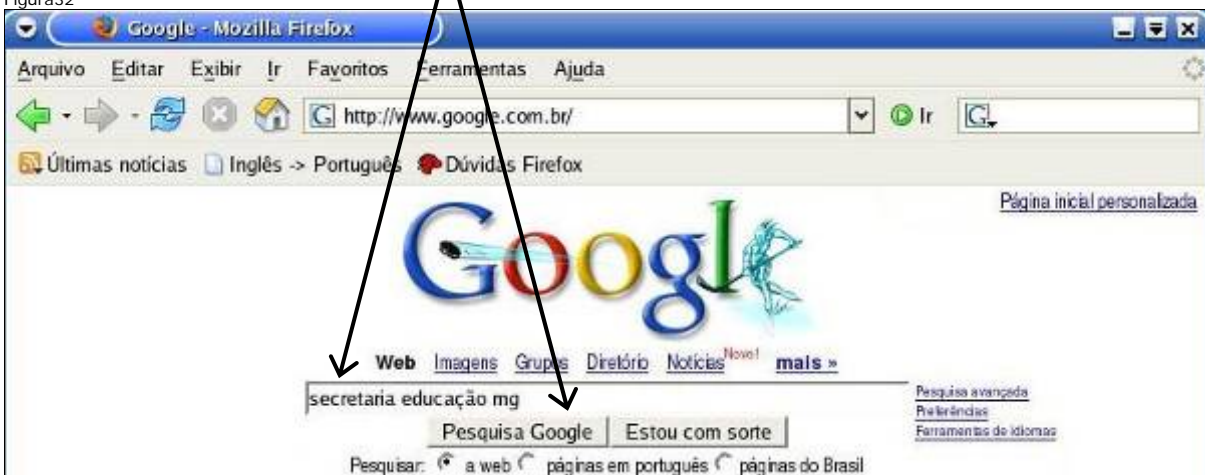 Figura32
Google - Mozilla Firefox
Arquivo Editar Exibir Ir Favoritos Ferramentas Ajuda
http://www.google.com.br/ Ir
Últimas notícias Inglês -> Português Dúvidas Firefox
Página inicial personalizada
Google
Web Imagens Grupos Diretório Notícias Novo! mais »
secretaria educação mg
Pesquisa avançada
Preferências
Ferramentas de idiomas
Pesquisa Google Estou com sorte
Pesquisar: a web páginas em português páginas do Brasil